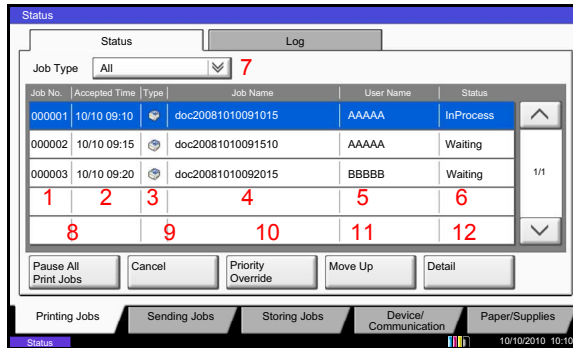 Status
Status Log
Job Type All 7
Job No. Accepted Time Type Job Name User Name Status
000001 10/10 09:10 doc20081010091015 AAAAA InProcess
000002 10/10 09:15 doc20081010091510 AAAAA Waiting
000003 10/10 09:20 doc20081010092015 BBBBB Waiting
1/1
1 2 3 4 5 6
8 9 10 11 12
Pause All
Print Jobs
Cancel
Priority
Override
Move Up
Detail
Printing Jobs
Sending Jobs
Storing Jobs
Device/
Communication
Paper/Supplies
Status 10/10/2010 10:10